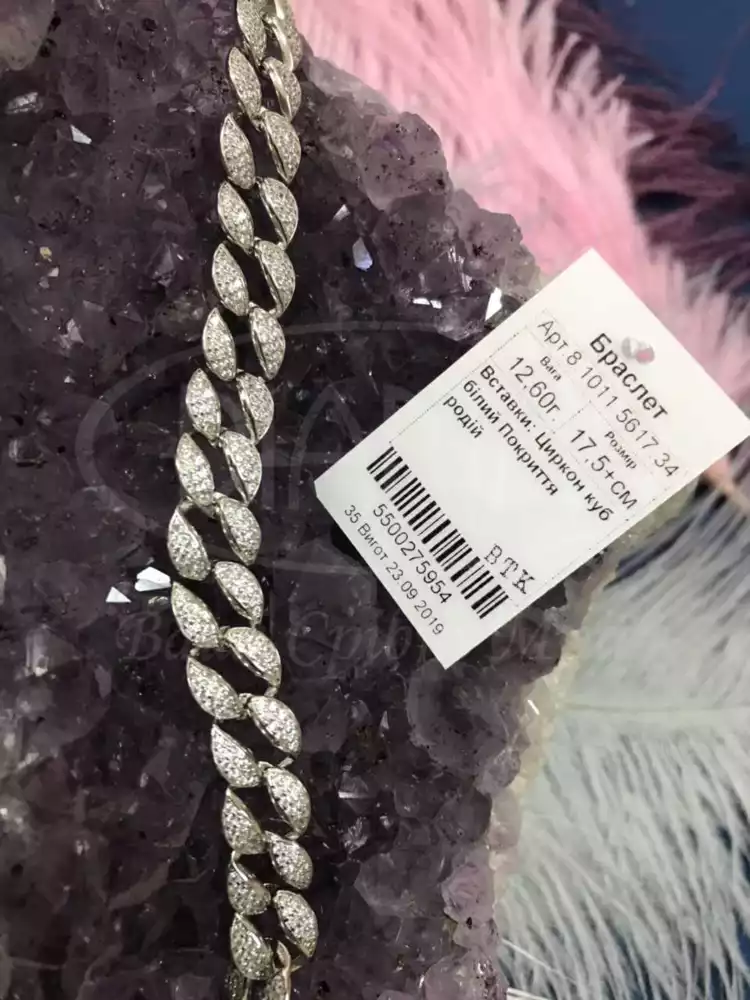 Браслет
Арт 8 1011 5617 34
Вага Розмір
12,60г. 17,5+см
Вставки: Циркон куб
білий Покриття
родій
ВТК
5500275954
35 Вигот 23.09.2019